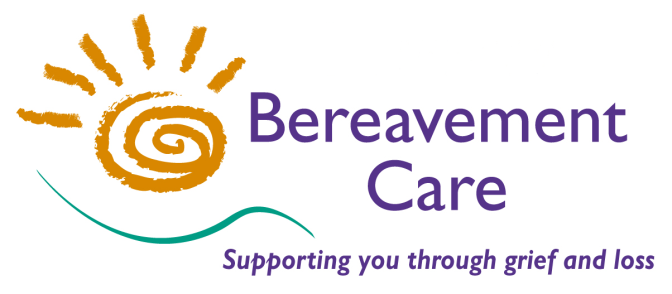 Bereavement
Care
Supporting you through grief and loss